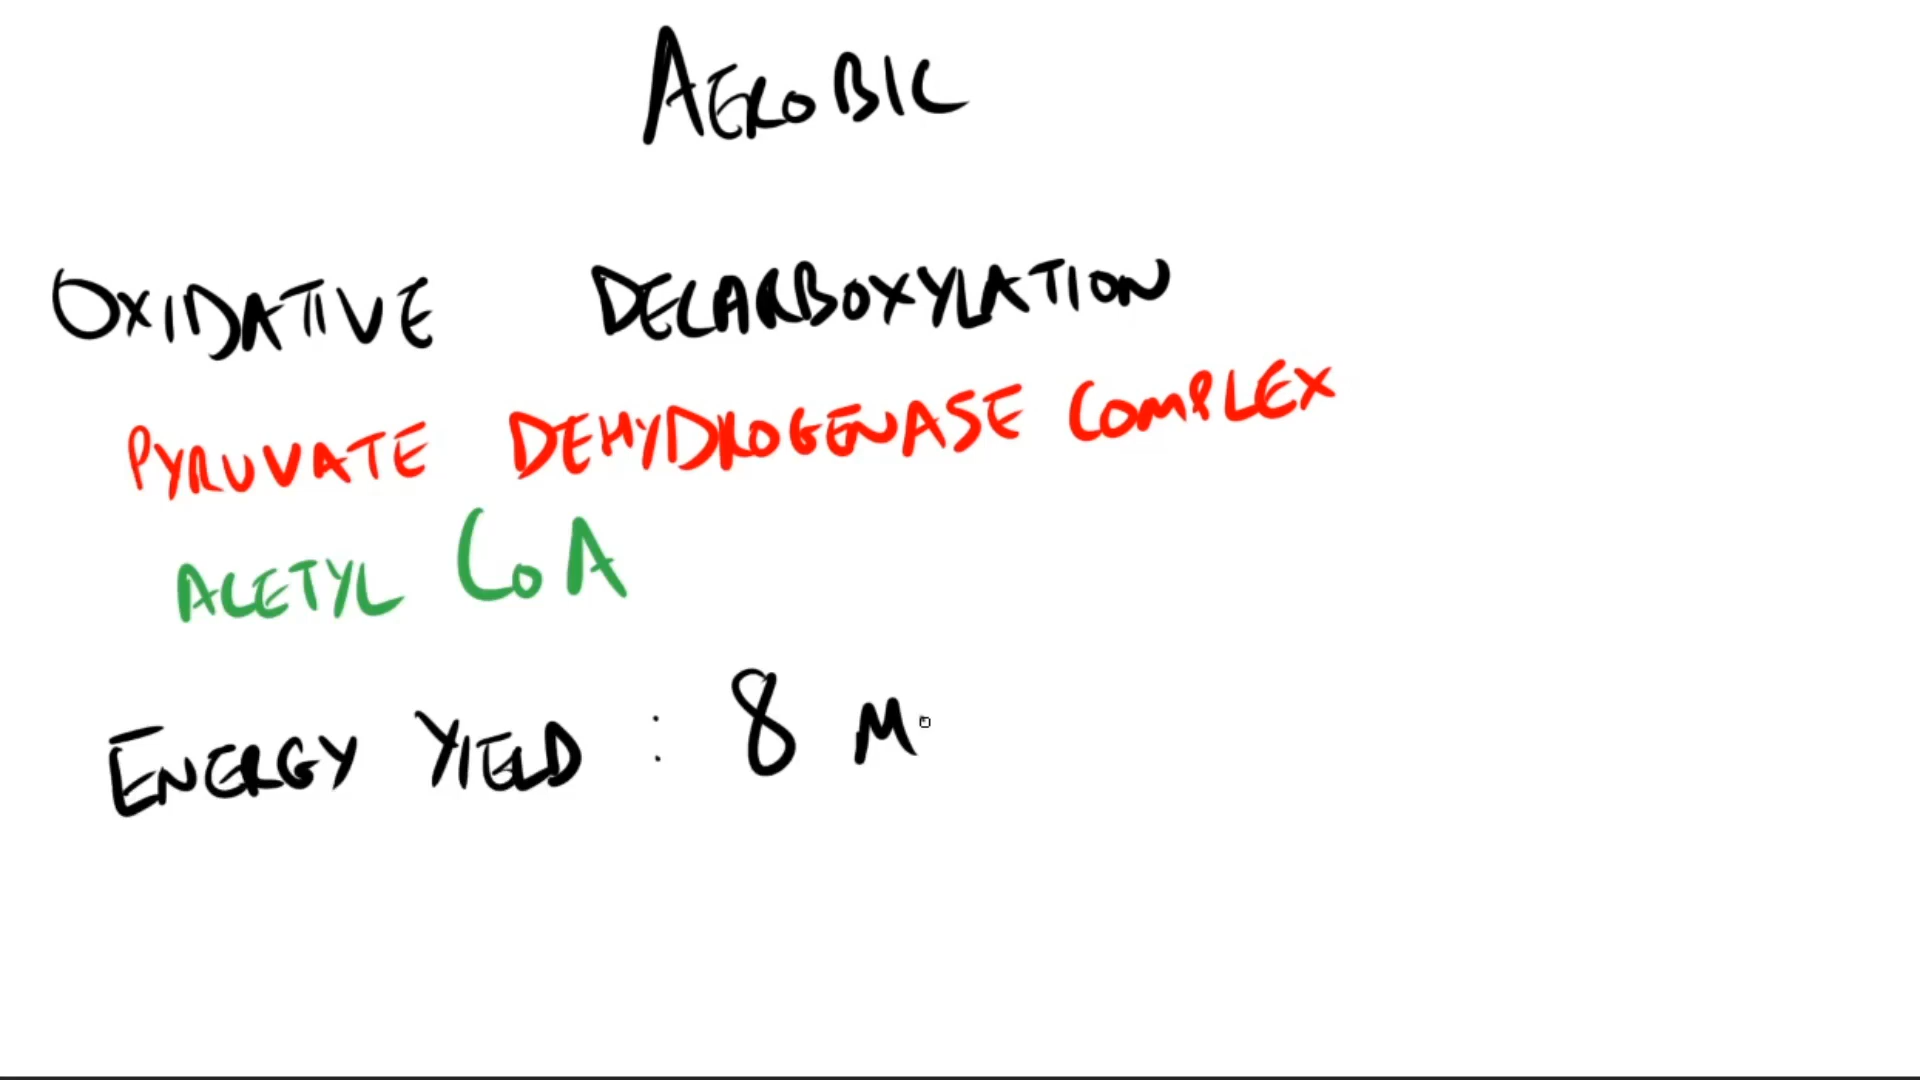 AEROBIC
OXIDATIVE DECARBOXYLATION
PYRUVATE DEHYDROGENASE COMPLEX
ACETYL CoA
ENERGY YIELD : 8 M